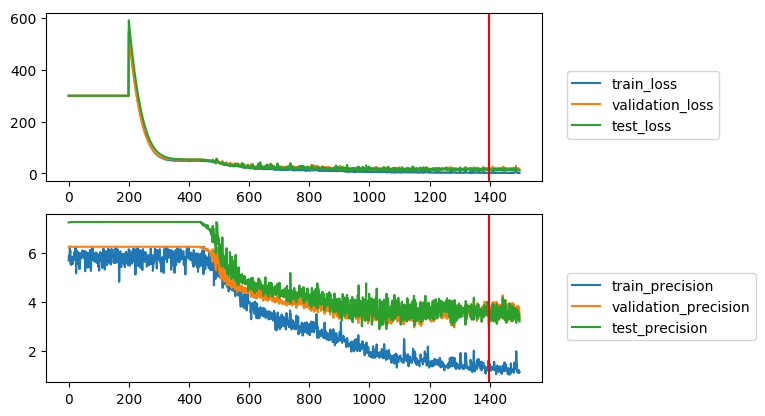 600
400
200
0
0 200 400 600 800 1000 1200 1400
train_loss
validation_loss
test_loss
6
4
2
0 200 400 600 800 1000 1200 1400
train_precision
validation_precision
test_precision